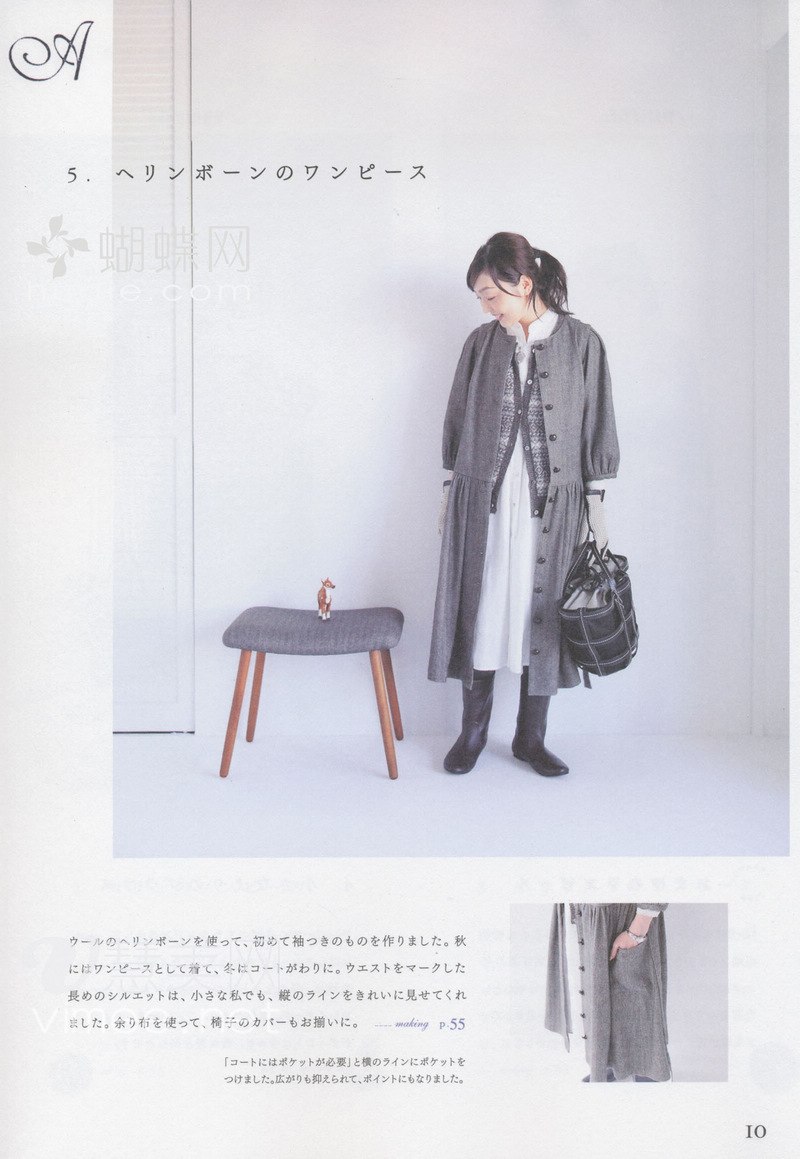 A
5. ヘリンボーンのワンピース
蝴蝶网
ウールのヘリンボーンを使って、初めて袖つきのものを作りました。秋
にはワンピースとして着て、冬はコートがわりに。ウエストをマークした
長めのシルエットは、小さな私でも、縦のラインをきれいに見せてくれ
ました。余り布を使って、椅子のカバーもお揃いに。 ----- making p.55
「コートにはポケットが必要」と横のラインにポケットを
つけました。広がりも抑えられて、ポイントにもなりました。
10